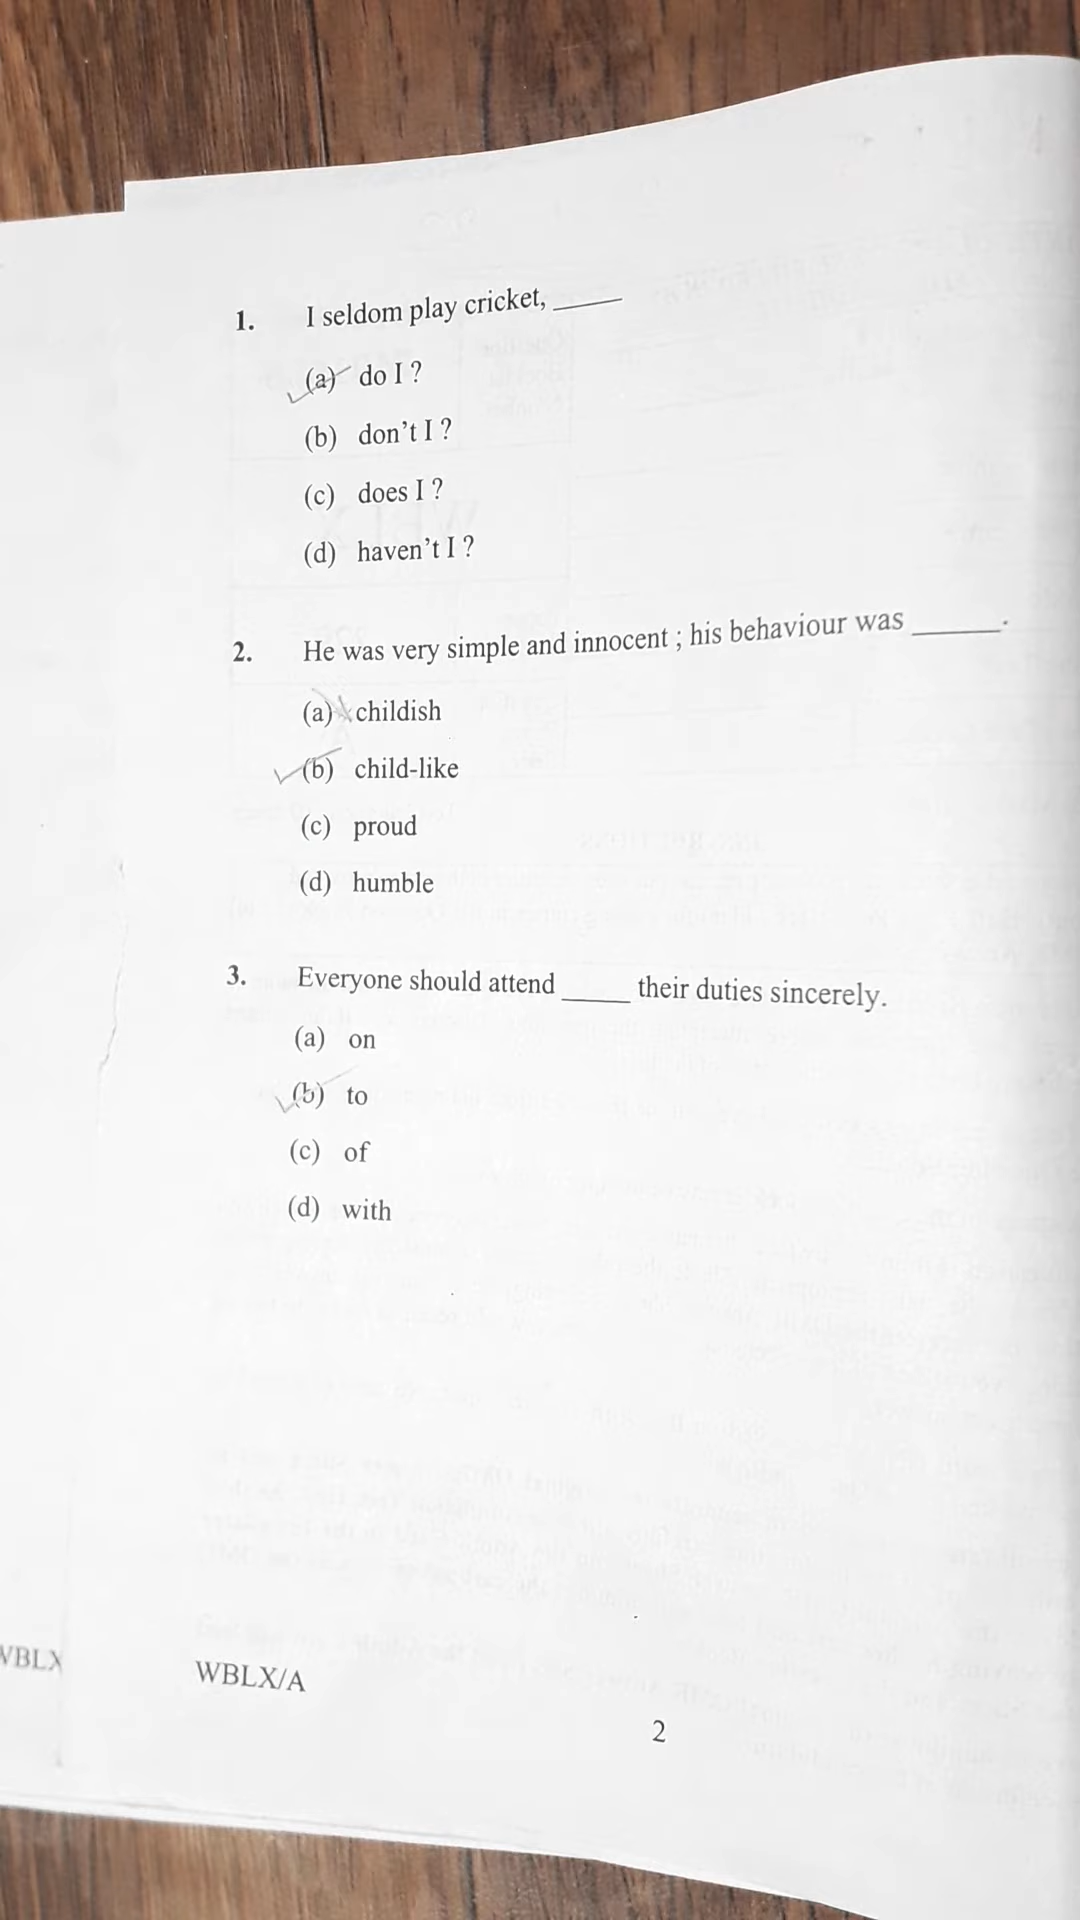 1. I seldom play cricket, _____
(a) do I ?
(b) don't I ?
(c) does I ?
(d) haven't I ?
2. He was very simple and innocent ; his behaviour was ______.
(a) childish
(b) child-like
(c) proud
(d) humble
3. Everyone should attend _____ their duties sincerely.
(a) on
(b) to
(c) of
(d) with
WBLX
WBLX/A
2